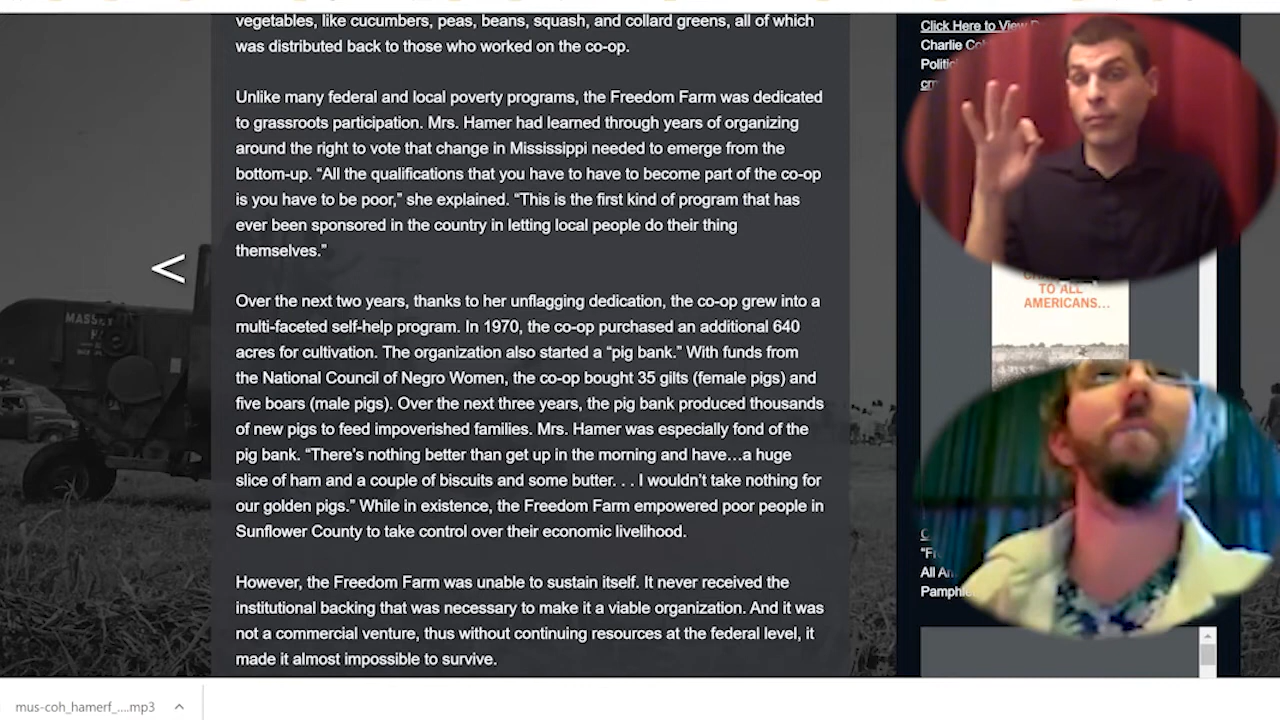 vegetables, like cucumbers, peas, beans, squash, and collard greens, all of which
was distributed back to those who worked on the co-op.
Unlike many federal and local poverty programs, the Freedom Farm was dedicated
to grassroots participation. Mrs. Hamer had learned through years of organizing
around the right to vote that change in Mississippi needed to emerge from the
bottom-up. “All the qualifications that you have to have to become part of the co-op
is you have to be poor,” she explained. “This is the first kind of program that has
ever been sponsored in the country in letting local people do their thing
themselves.”
<
Over the next two years, thanks to her unflagging dedication, the co-op grew into a
multi-faceted self-help program. In 1970, the co-op purchased an additional 640
acres for cultivation. The organization also started a “pig bank.” With funds from
the National Council of Negro Women, the co-op bought 35 gilts (female pigs) and
five boars (male pigs). Over the next three years, the pig bank produced thousands
of new pigs to feed impoverished families. Mrs. Hamer was especially fond of the
pig bank. “There’s nothing better than get up in the morning and have…a huge
slice of ham and a couple of biscuits and some butter. . . I wouldn’t take nothing for
our golden pigs.” While in existence, the Freedom Farm empowered poor people in
Sunflower County to take control over their economic livelihood.
However, the Freedom Farm was unable to sustain itself. It never received the
institutional backing that was necessary to make it a viable organization. And it was
not a commercial venture, thus without continuing resources at the federal level, it
made it almost impossible to survive.
Click Here to View
Charlie
TO ALL
AMERICANS…
All
mus-coh_hamerf_....mp3